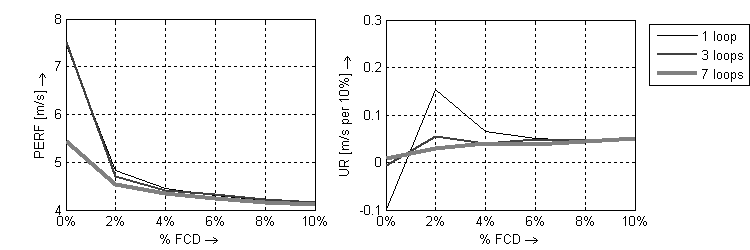 8
7
6
5
4
0% 2% 4% 6% 8% 10%
% FCD →
PERF [m/s] →
0.3
0.2
0.1
0
-0.1
0% 2% 4% 6% 8% 10%
% FCD →
UR [m/s per 10%] →
1 loop
3 loops
7 loops